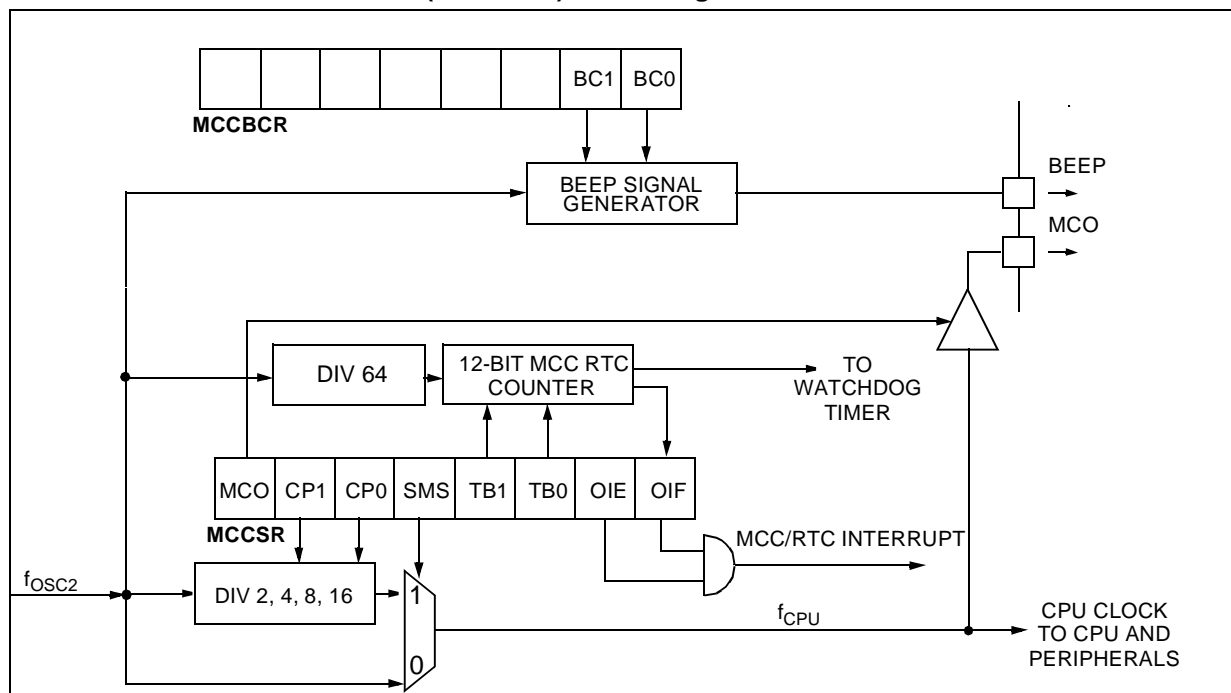 BC1 BC0
MCCBCR
BEEP SIGNAL
GENERATOR
BEEP
MCO
DIV 64
12-BIT MCC RTC
COUNTER
TO
WATCHDOG
TIMER
MCO CP1 CP0 SMS TB1 TB0 OIE OIF
MCCSR
MCC/RTC INTERRUPT
fOSC2
DIV 2, 4, 8, 16
1
0
fCPU
CPU CLOCK
TO CPU AND
PERIPHERALS